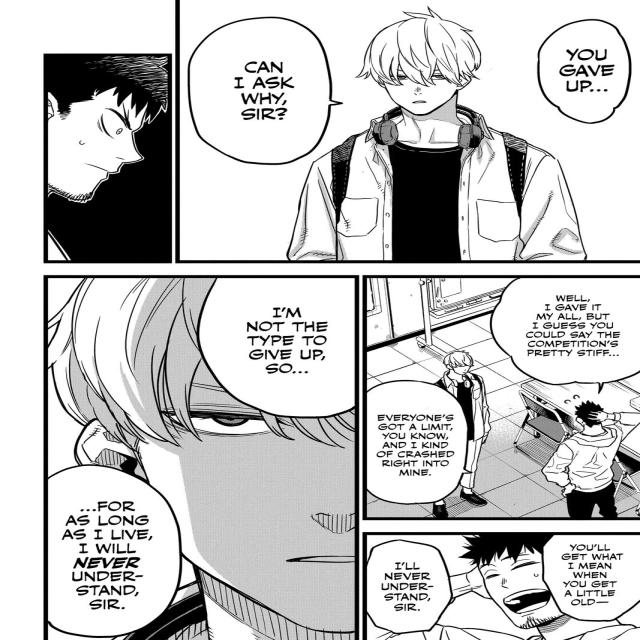 YOU
GAVE
UP...
CAN
I ASK
WHY,
SIR?
WELL,
I GAVE IT
MY ALL, BUT
I GUESS YOU
COULD SAY THE
COMPETITION'S
PRETTY STIFF...
EVERYONE'S
GOT A LIMIT,
YOU KNOW,
AND I KIND
OF CRASHED
RIGHT INTO
MINE.
I'M
NOT THE
TYPE TO
GIVE UP,
SO...
...FOR
AS LONG
AS I LIVE,
I WILL
NEVER
UNDER-
STAND,
SIR.
YOU'LL
GET WHAT
I MEAN
WHEN
YOU GET
A LITTLE
OLD—
I'LL
NEVER
UNDER-
STAND,
SIR.